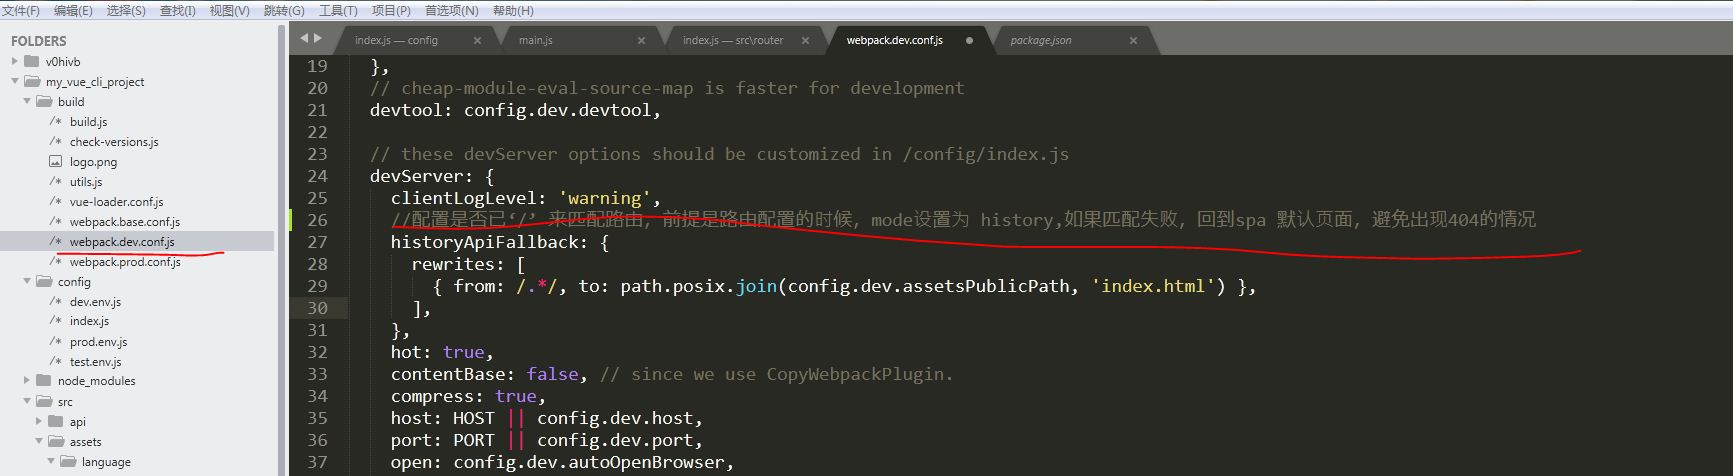 文件(F) 编辑(E) 选择(S) 查找(I) 视图(V) 跳转(G) 工具(T) 项目(P) 首选项(N) 帮助(H)
FOLDERS
v0hivb
my_vue_cli_project
build
/* build.js
/* check-versions.js
logo.png
/* utils.js
/* vue-loader.conf.js
/* webpack.base.conf.js
/* webpack.dev.conf.js
/* webpack.prod.conf.js
config
/* dev.env.js
/* index.js
/* prod.env.js
/* test.env.js
node_modules
src
api
assets
language
index.js — config × main.js × index.js — src\router × webpack.dev.conf.js package.json ×
19 },
20 // cheap-module-eval-source-map is faster for development
21 devtool: config.dev.devtool,
22
23 // these devServer options should be customized in /config/index.js
24 devServer: {
25 clientLogLevel: 'warning',
26 //配置是否已‘/’ 来匹配路由，前提是路由配置的时候，mode设置为 history,如果匹配失败，回到spa 默认页面，避免出现404的情况
27 historyApiFallback: {
28 rewrites: [
29 { from: /.*/, to: path.posix.join(config.dev.assetsPublicPath, 'index.html') },
30 ],
31 },
32 hot: true,
33 contentBase: false, // since we use CopyWebpackPlugin.
34 compress: true,
35 host: HOST || config.dev.host,
36 port: PORT || config.dev.port,
37 open: config.dev.autoOpenBrowser,